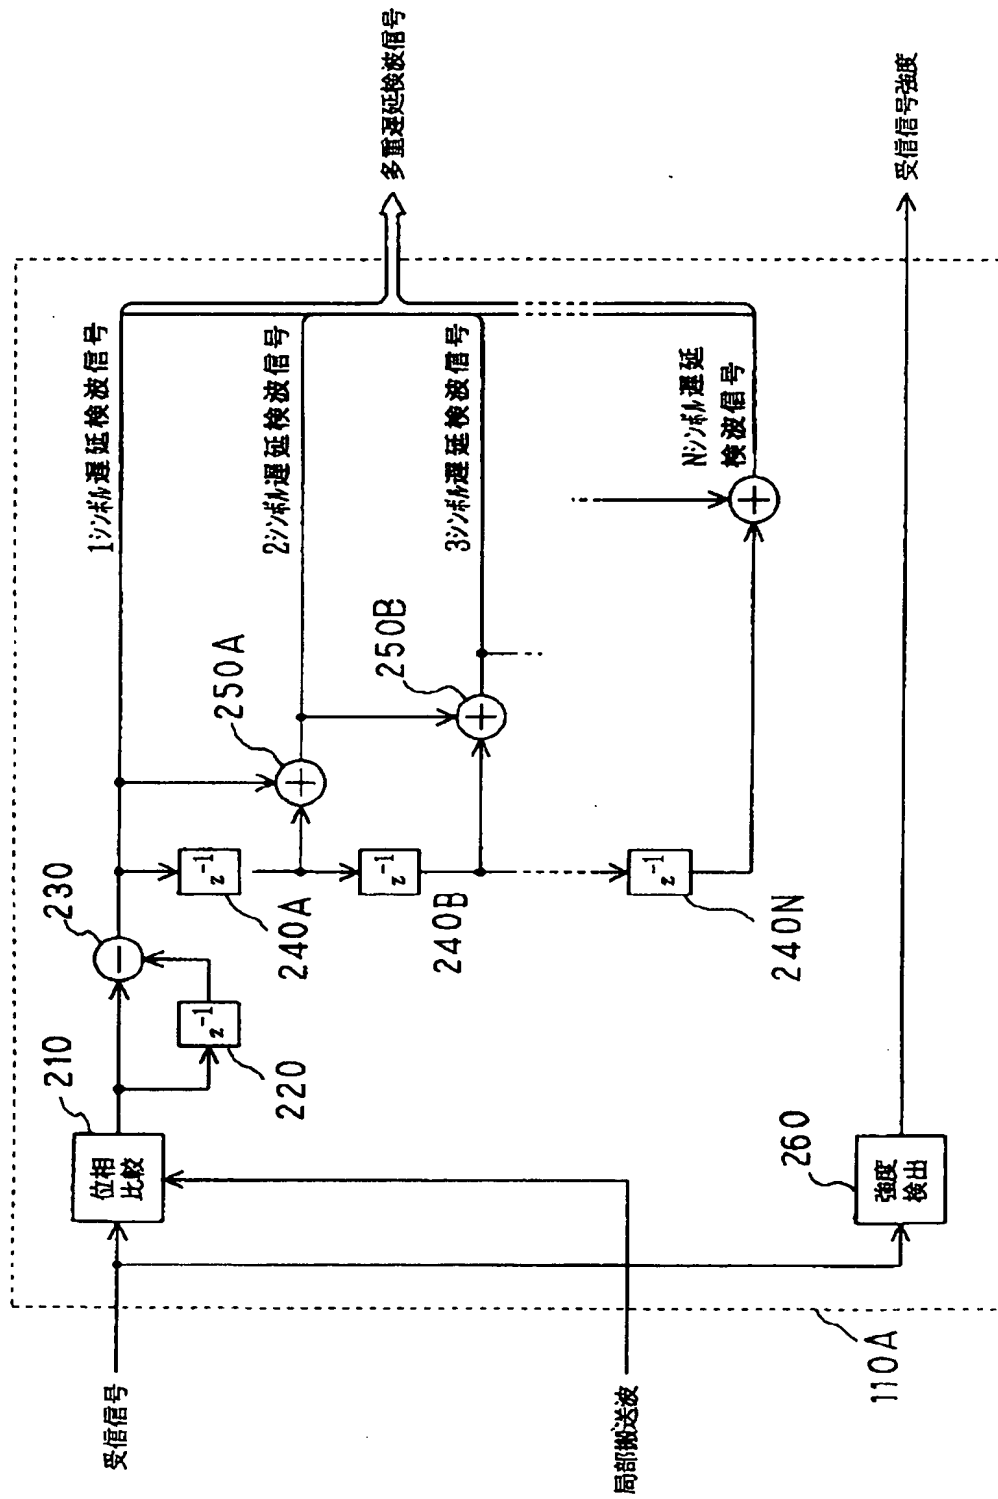 受信信号
210
位相
比較
220
z⁻¹
230
240A
z⁻¹
250A
1シンボル遅延検波信号
2シンボル遅延検波信号
240B
z⁻¹
250B
3シンボル遅延検波信号
240N
z⁻¹
Nシンボル遅延
検波信号
多重遅延検波信号
局部搬送波
260
強度
検出
受信信号強度
110A